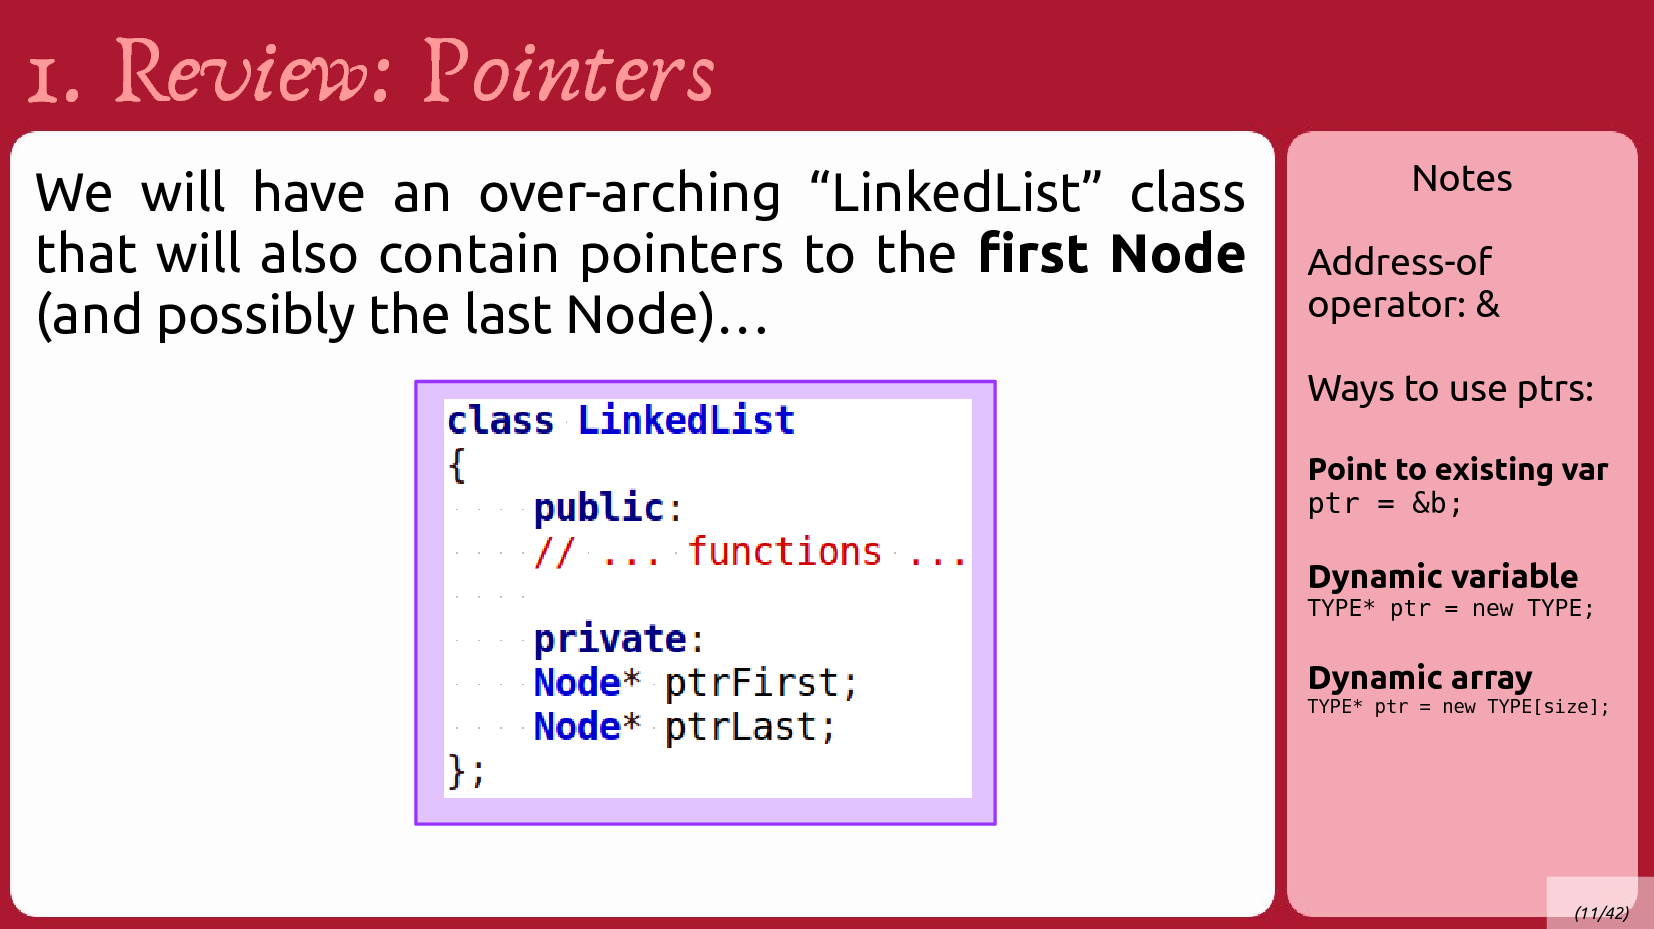 1. Review: Pointers
We will have an over-arching “LinkedList” class
that will also contain pointers to the first Node
(and possibly the last Node)…
class LinkedList
{
public:
// ... functions ...
private:
Node* ptrFirst;
Node* ptrLast;
};
Notes
Address-of
operator: &
Ways to use ptrs:
Point to existing var
ptr = &b;
Dynamic variable
TYPE* ptr = new TYPE;
Dynamic array
TYPE* ptr = new TYPE[size];
(11/42)